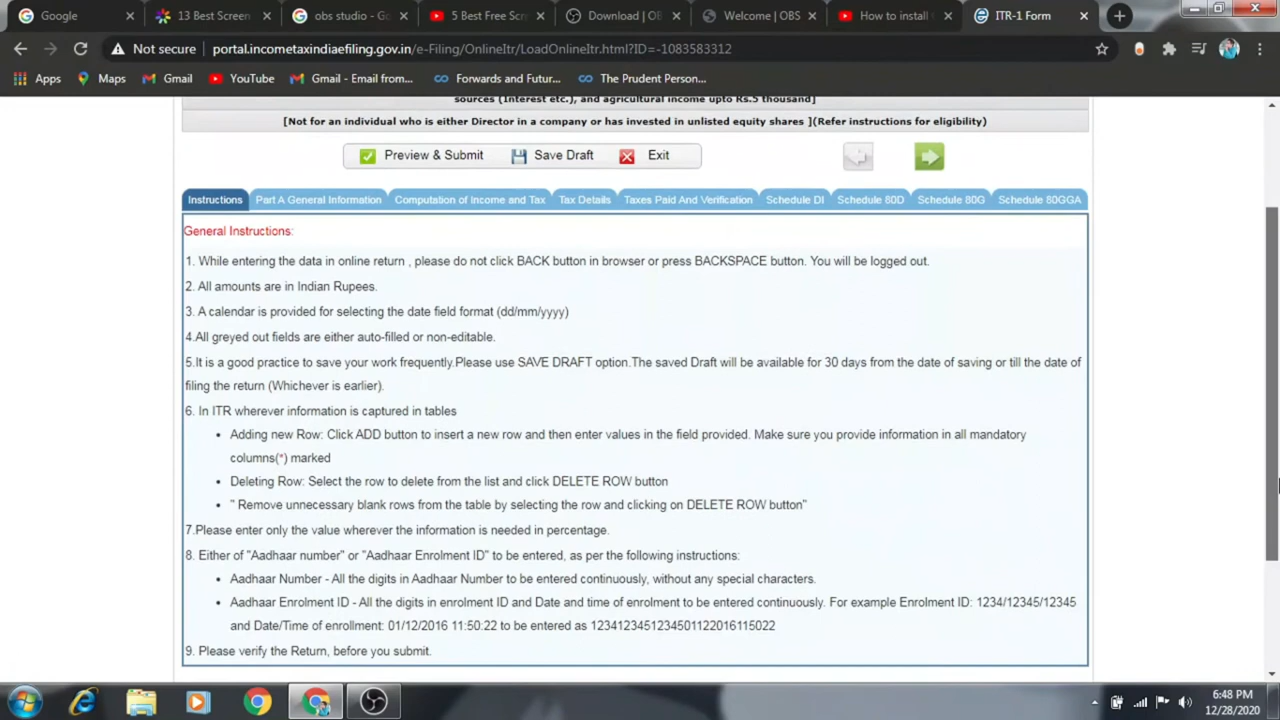 Google
13 Best Screen
obs studio - Go
5 Best Free Scre
Download | OB
Welcome | OBS
How to install
ITR-1 Form
Not secure
portal.incometaxindiaefiling.gov.in/e-Filing/OnlineItr/LoadOnlineItr.html?ID=-1083583312
Apps
Maps
Gmail
YouTube
Gmail - Email from...
Forwards and Futur...
The Prudent Person...
sources (Interest etc.), and agricultural income upto Rs.5 thousand]
[Not for an individual who is either Director in a company or has invested in unlisted equity shares ](Refer instructions for eligibility)
Preview & Submit
Save Draft
Exit
Instructions
Part A General Information
Computation of Income and Tax
Tax Details
Taxes Paid And Verification
Schedule DI
Schedule 80D
Schedule 80G
Schedule 80GGA
General Instructions:
1. While entering the data in online return , please do not click BACK button in browser or press BACKSPACE button. You will be logged out.
2. All amounts are in Indian Rupees.
3. A calendar is provided for selecting the date field format (dd/mm/yyyy)
4.All greyed out fields are either auto-filled or non-editable.
5.It is a good practice to save your work frequently.Please use SAVE DRAFT option.The saved Draft will be available for 30 days from the date of saving or till the date of
filing the return (Whichever is earlier).
6. In ITR wherever information is captured in tables
• Adding new Row: Click ADD button to insert a new row and then enter values in the field provided. Make sure you provide information in all mandatory
columns(*) marked
• Deleting Row: Select the row to delete from the list and click DELETE ROW button
• " Remove unnecessary blank rows from the table by selecting the row and clicking on DELETE ROW button"
7.Please enter only the value wherever the information is needed in percentage.
8. Either of "Aadhaar number" or "Aadhaar Enrolment ID" to be entered, as per the following instructions:
• Aadhaar Number - All the digits in Aadhaar Number to be entered continuously, without any special characters.
• Aadhaar Enrolment ID - All the digits in enrolment ID and Date and time of enrolment to be entered continuously. For example Enrolment ID: 1234/12345/12345
and Date/Time of enrollment: 01/12/2016 11:50:22 to be entered as 1234123451234501122016115022
9. Please verify the Return, before you submit.
6:48 PM
12/28/2020